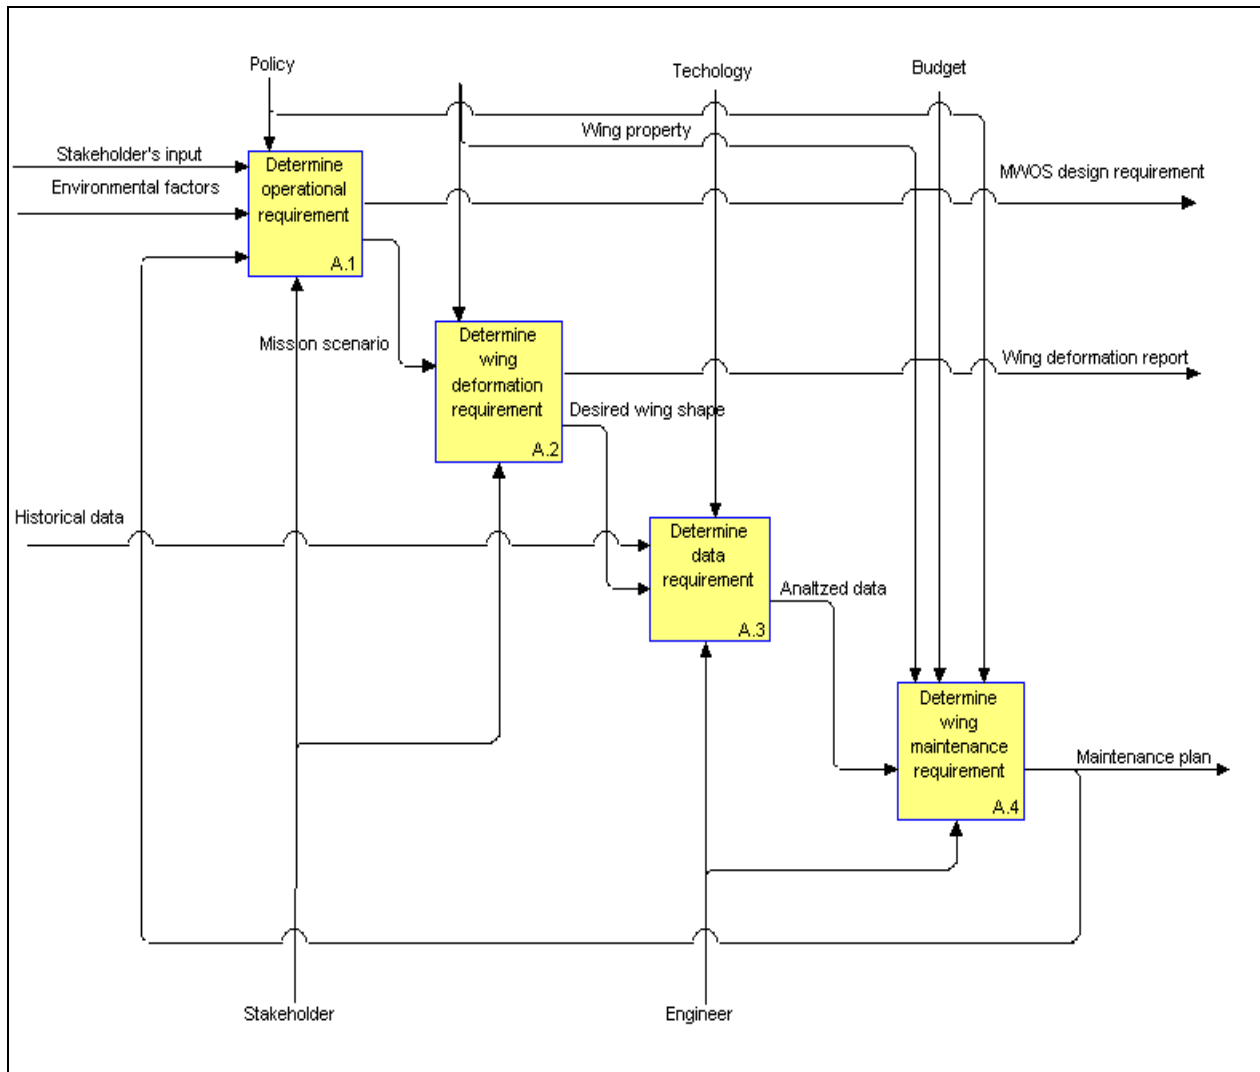 Policy
Techology
Budget
Wing property
Stakeholder's input
Environmental factors
Determine
operational
requirement
A.1
MWOS design requirement
Mission scenario
Determine
wing
deformation
requirement
A.2
Wing deformation report
Desired wing shape
Historical data
Determine
data
requirement
A.3
Analtzed data
Determine
wing
maintenance
requirement
A.4
Maintenance plan
Stakeholder
Engineer